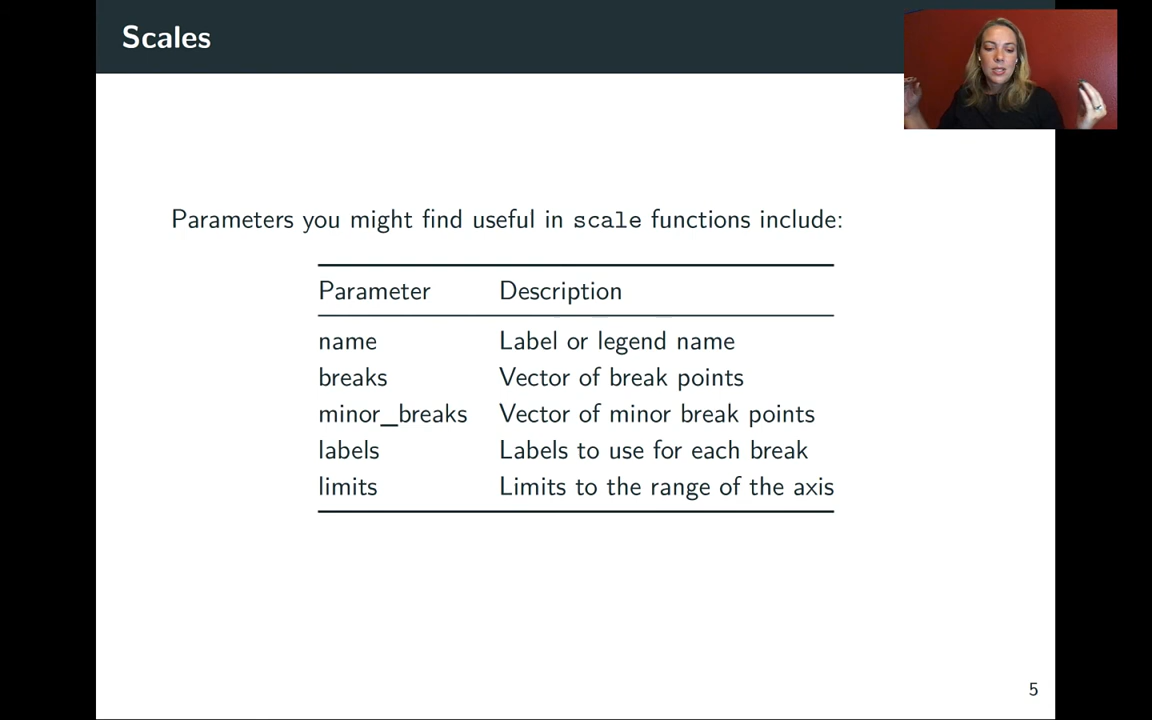 Scales
Parameters you might find useful in scale functions include:
Parameter Description
name Label or legend name
breaks Vector of break points
minor_breaks Vector of minor break points
labels Labels to use for each break
limits Limits to the range of the axis
5